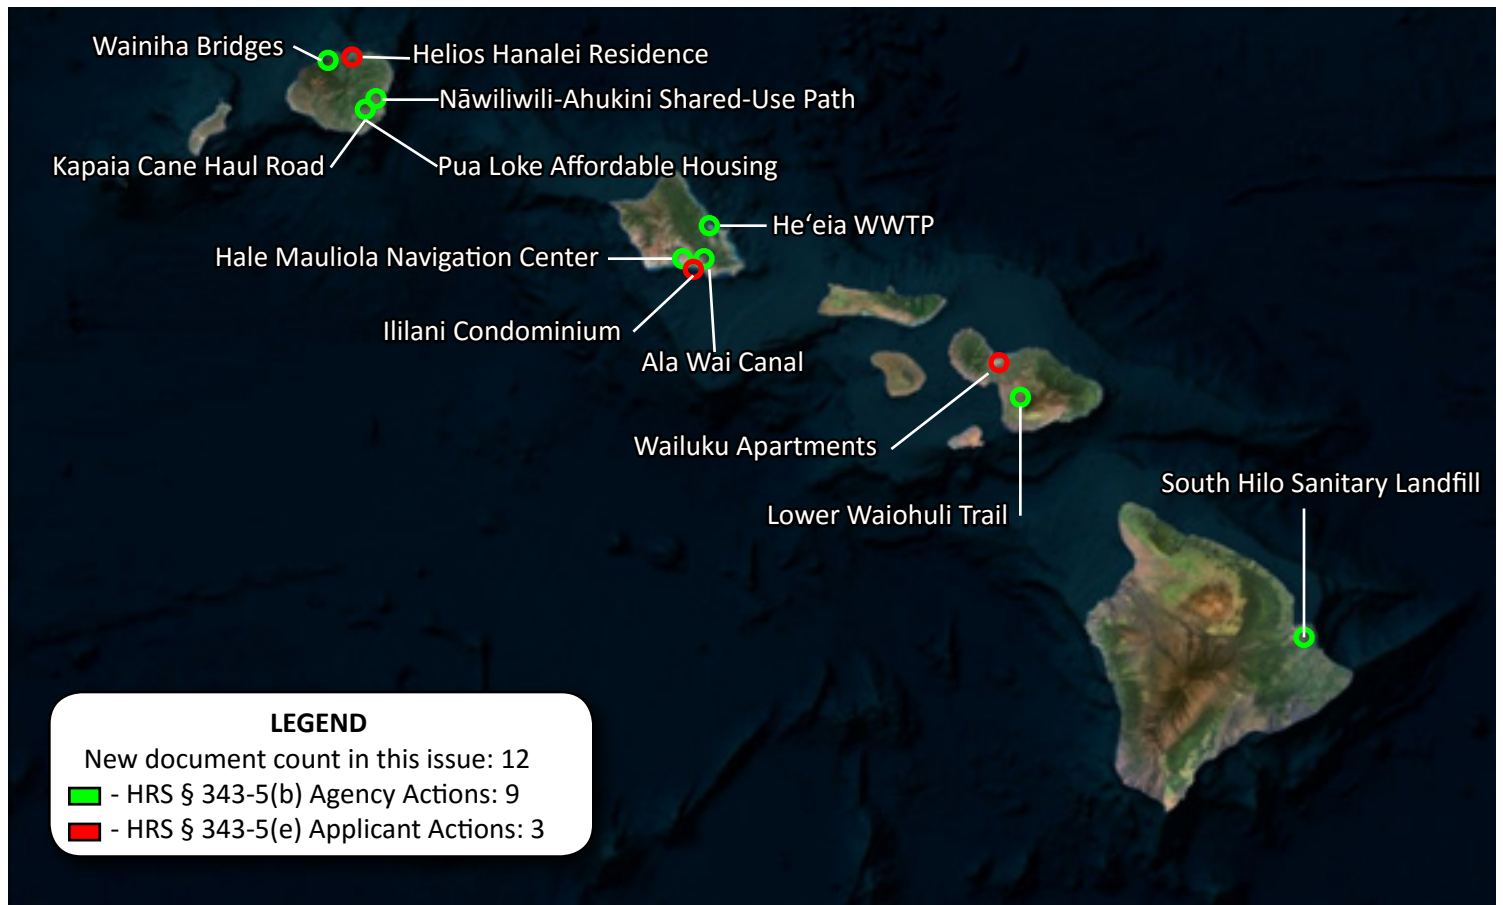 Wainiha Bridges
Helios Hanalei Residence
Nāwiliwili-Ahukini Shared-Use Path
Kapaia Cane Haul Road
Pua Loke Affordable Housing
Heʻeia WWTP
Hale Mauliola Navigation Center
Ililani Condominium
Ala Wai Canal
Wailuku Apartments
Lower Waiohuli Trail
South Hilo Sanitary Landfill
LEGEND
New document count in this issue: 12
- HRS § 343-5(b) Agency Actions: 9
- HRS § 343-5(e) Applicant Actions: 3